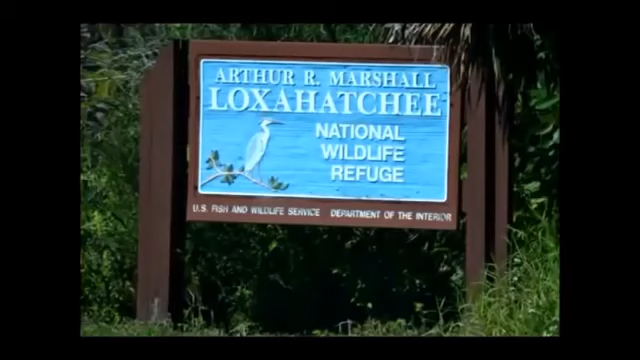 ARTHUR R. MARSHALL
LOXAHATCHEE
NATIONAL
WILDLIFE
REFUGE
U.S. FISH AND WILDLIFE SERVICE DEPARTMENT OF THE INTERIOR